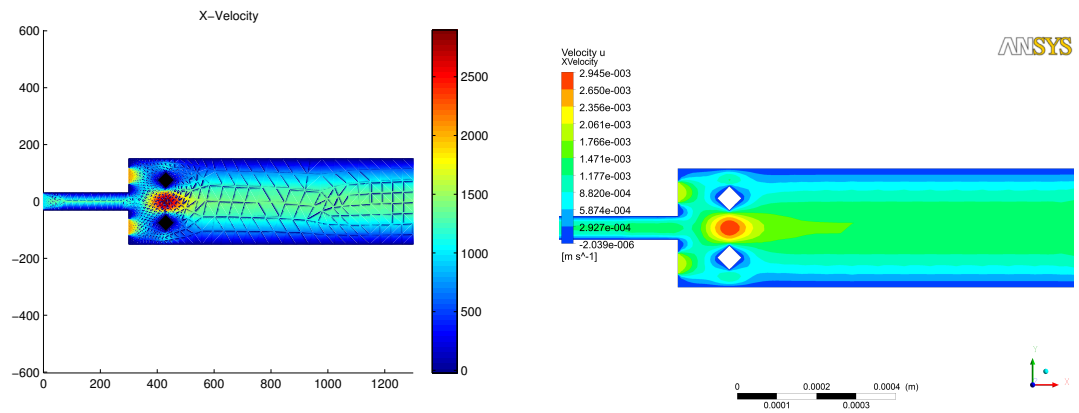 X−Velocity
600
400
200
0
−200
−400
−600
0
200
400
600
800
1000
1200
2500
2000
1500
1000
500
0
ANSYS
Velocity u
XVelocity
2.945e-003
2.650e-003
2.356e-003
2.061e-003
1.766e-003
1.471e-003
1.177e-003
8.820e-004
5.874e-004
2.927e-004
-2.039e-006
[m s^-1]
Y
X
0 0.0002 0.0004 (m)
0.0001 0.0003